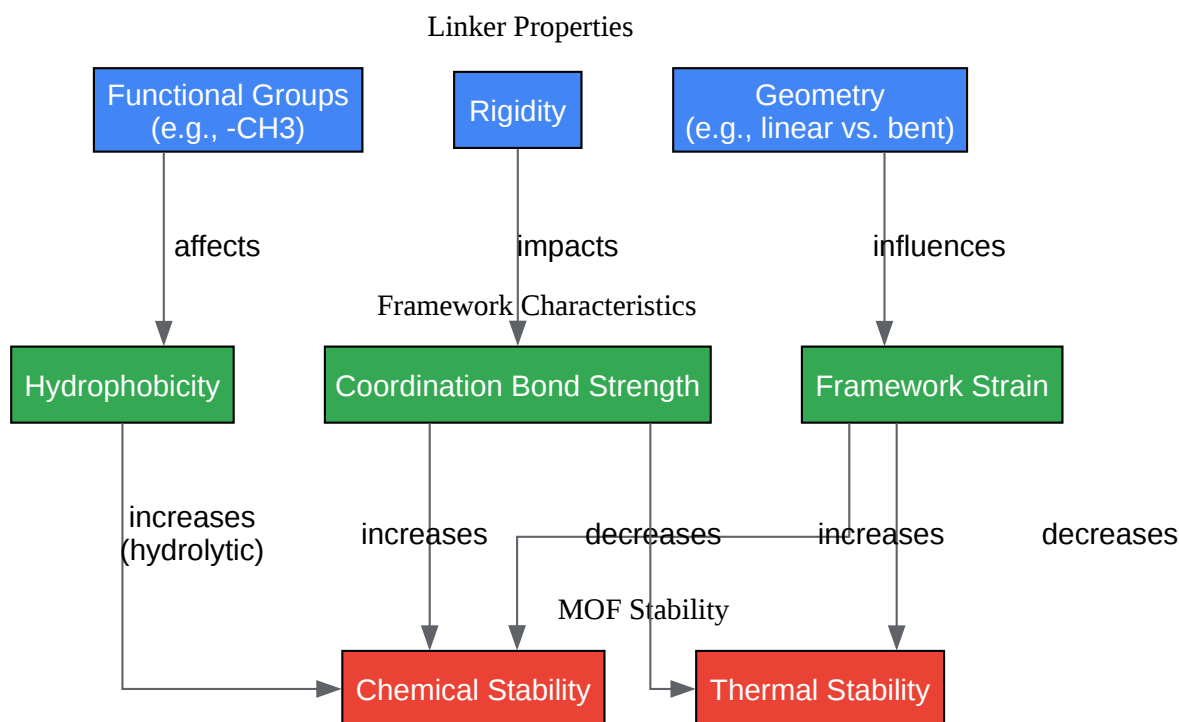 Linker Properties
Functional Groups
(e.g., -CH3)
Rigidity
Geometry
(e.g., linear vs. bent)
affects
impacts
influences
Framework Characteristics
Hydrophobicity
Coordination Bond Strength
Framework Strain
increases
(hydrolytic)
increases
decreases
increases
decreases
MOF Stability
Chemical Stability
Thermal Stability